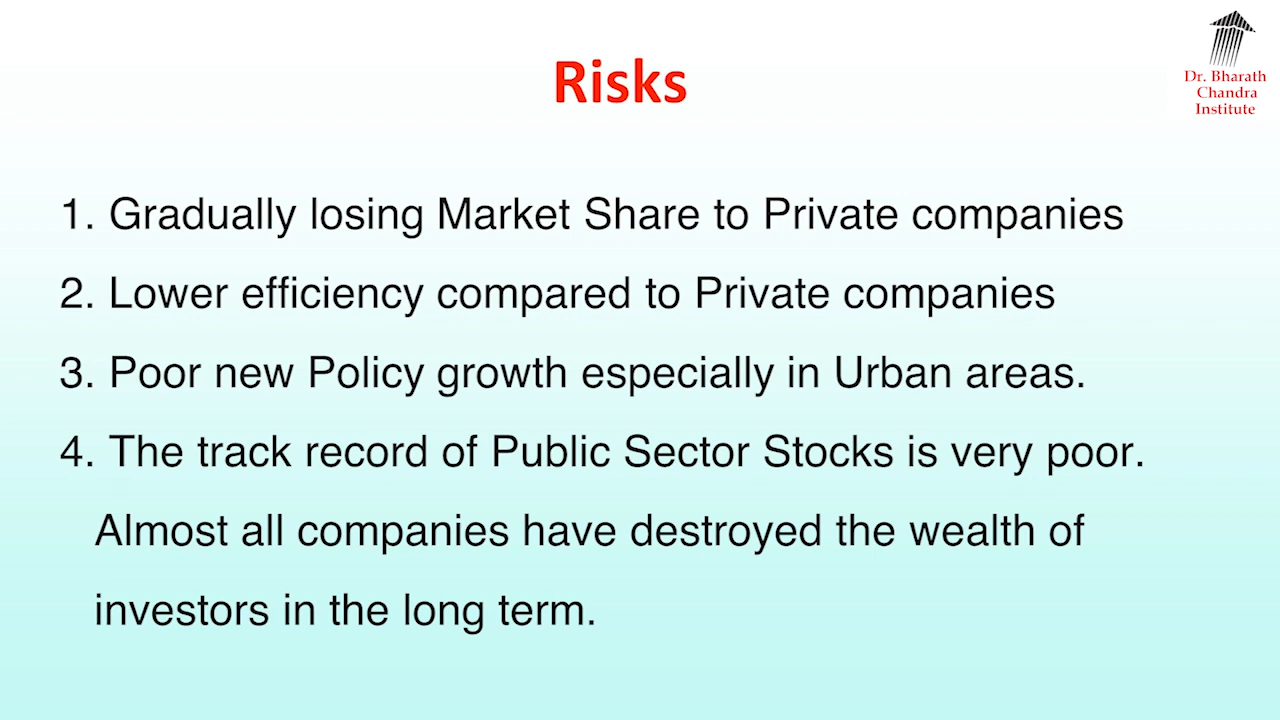 Risks
Dr. Bharath
Chandra
Institute
1. Gradually losing Market Share to Private companies
2. Lower efficiency compared to Private companies
3. Poor new Policy growth especially in Urban areas.
4. The track record of Public Sector Stocks is very poor.
Almost all companies have destroyed the wealth of
investors in the long term.